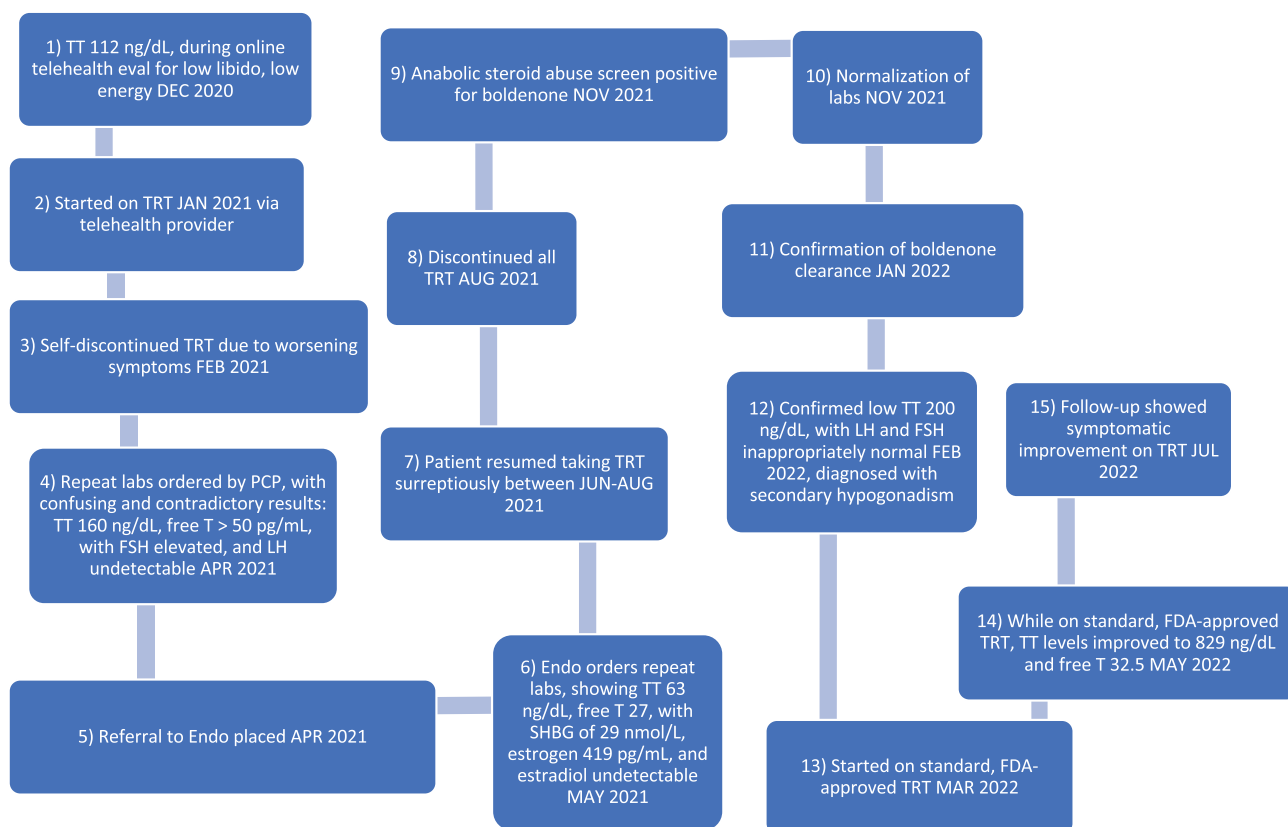 1) TT 112 ng/dL, during online
telehealth eval for low libido, low
energy DEC 2020
2) Started on TRT JAN 2021 via
telehealth provider
3) Self-discontinued TRT due to worsening
symptoms FEB 2021
4) Repeat labs ordered by PCP, with
confusing and contradictory results:
TT 160 ng/dL, free T > 50 pg/mL,
with FSH elevated, and LH
undetectable APR 2021
5) Referral to Endo placed APR 2021
6) Endo orders repeat
labs, showing TT 63
ng/dL, free T 27, with
SHBG of 29 nmol/L,
estrogen 419 pg/mL, and
estradiol undetectable
MAY 2021
7) Patient resumed taking TRT
surreptiously between JUN-AUG
2021
8) Discontinued all
TRT AUG 2021
9) Anabolic steroid abuse screen positive
for boldenone NOV 2021
10) Normalization of
labs NOV 2021
11) Confirmation of boldenone
clearance JAN 2022
12) Confirmed low TT 200
ng/dL, with LH and FSH
inappropriately normal FEB
2022, diagnosed with
secondary hypogonadism
13) Started on standard, FDA-
approved TRT MAR 2022
14) While on standard, FDA-approved
TRT, TT levels improved to 829 ng/dL
and free T 32.5 MAY 2022
15) Follow-up showed
symptomatic
improvement on TRT JUL
2022